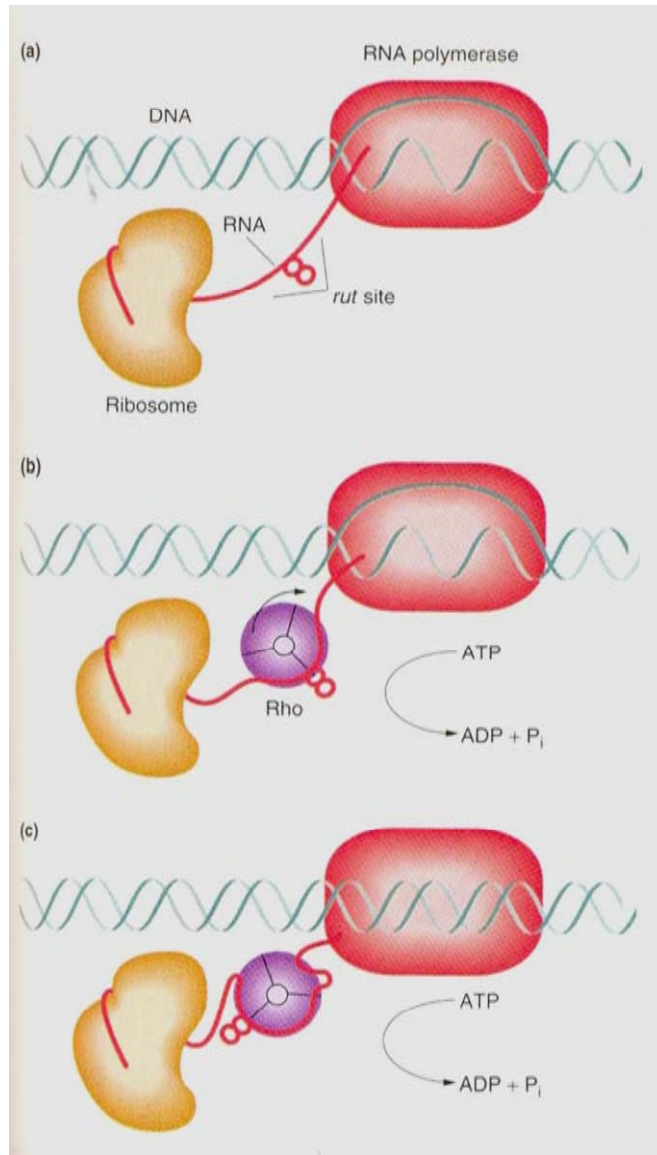 (a)
RNA polymerase
DNA
RNA
rut site
Ribosome
(b)
ATP
Rho
ADP + Pi
(c)
ATP
ADP + Pi